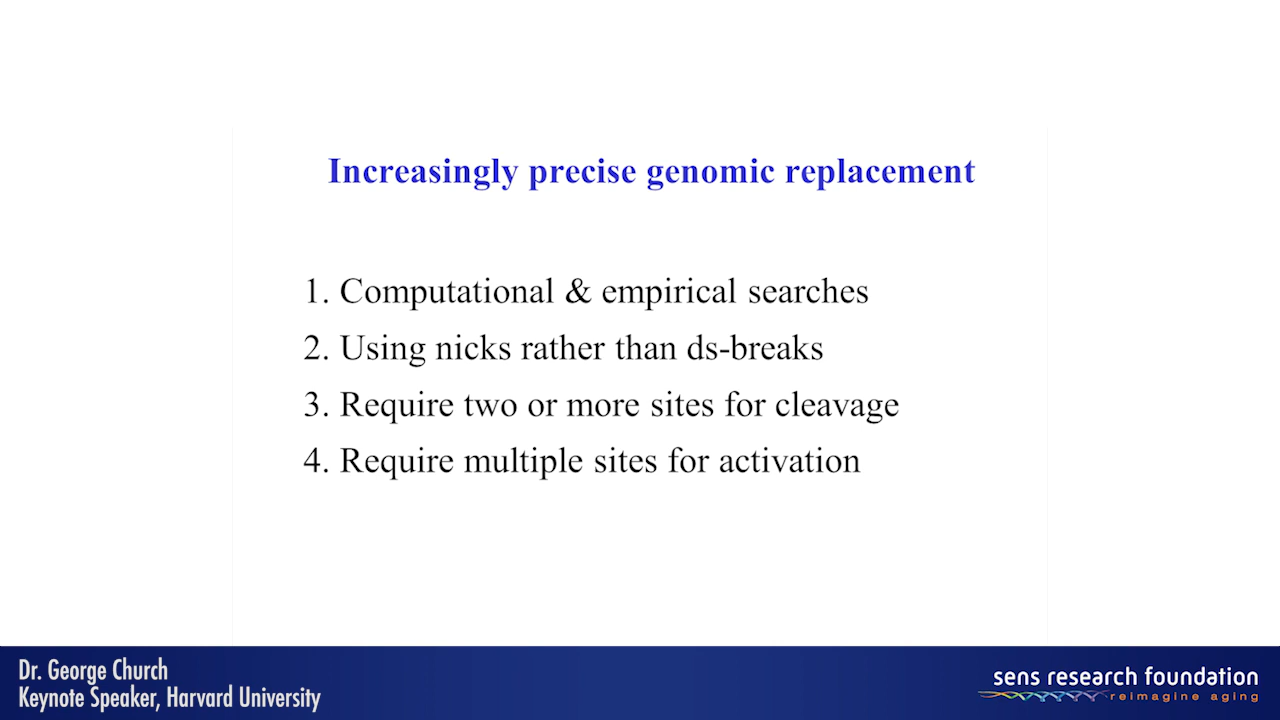 Increasingly precise genomic replacement
1. Computational & empirical searches
2. Using nicks rather than ds-breaks
3. Require two or more sites for cleavage
4. Require multiple sites for activation
Dr. George Church
Keynote Speaker, Harvard University
sens research foundation
reimagine aging